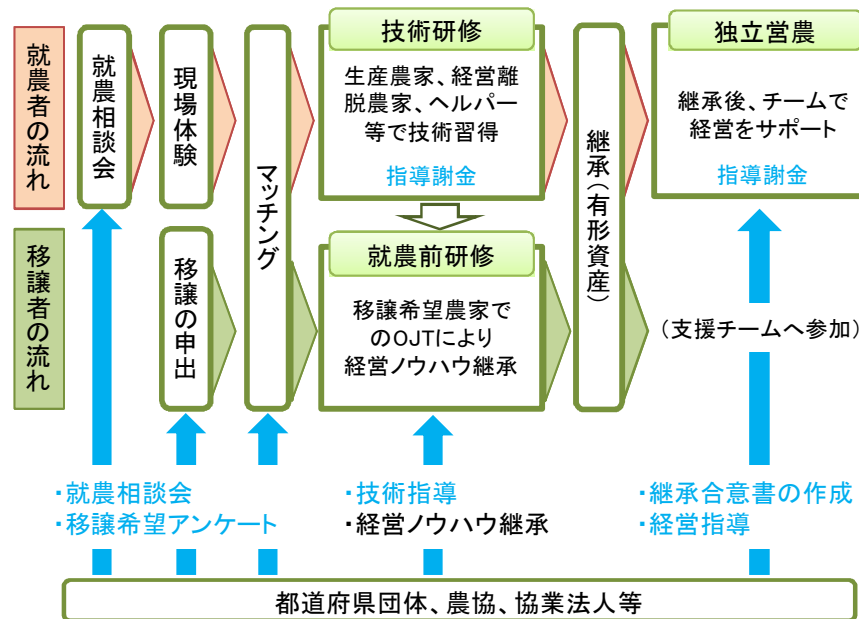 就農者の流れ
就農相談会
現場体験
マッチング
技術研修
生産農家、経営離
脱農家、ヘルパー
等で技術習得
指導謝金
継承(有形資産)
独立営農
継承後、チームで
経営をサポート
指導謝金
移譲者の流れ
移譲の申出
就農前研修
移譲希望農家で
のOJTにより
経営ノウハウ継承
(支援チームへ参加)
・就農相談会
・移譲希望アンケート
・技術指導
・経営ノウハウ継承
・継承合意書の作成
・経営指導
都道府県団体、農協、協業法人等